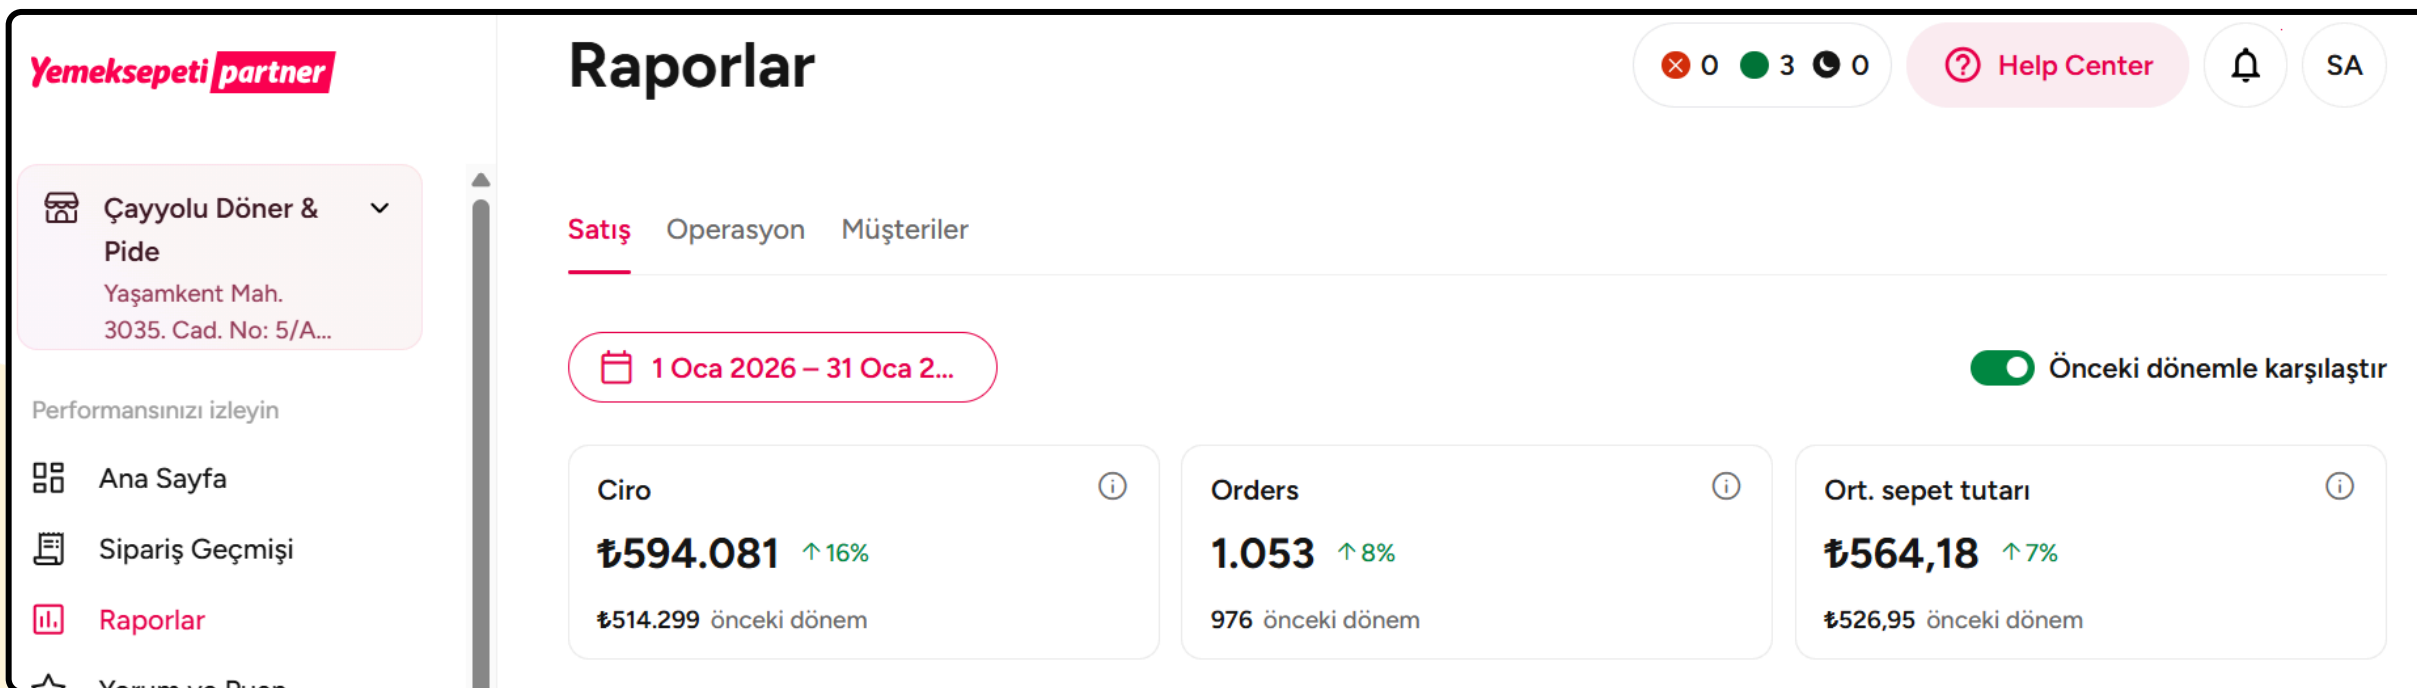 Yemeksepeti partner
Çayyolu Döner &
Pide
Yaşamkent Mah.
3035. Cad. No: 5/A...
Performansınızı izleyin
Ana Sayfa
Sipariş Geçmişi
Raporlar
Raporlar
0 3 0
Help Center
SA
Satış Operasyon Müşteriler
1 Oca 2026 – 31 Oca 2...
Önceki dönemle karşılaştır
Ciro
₺594.081 ↑ 16%
₺514.299 önceki dönem
Orders
1.053 ↑ 8%
976 önceki dönem
Ort. sepet tutarı
₺564,18 ↑ 7%
₺526,95 önceki dönem